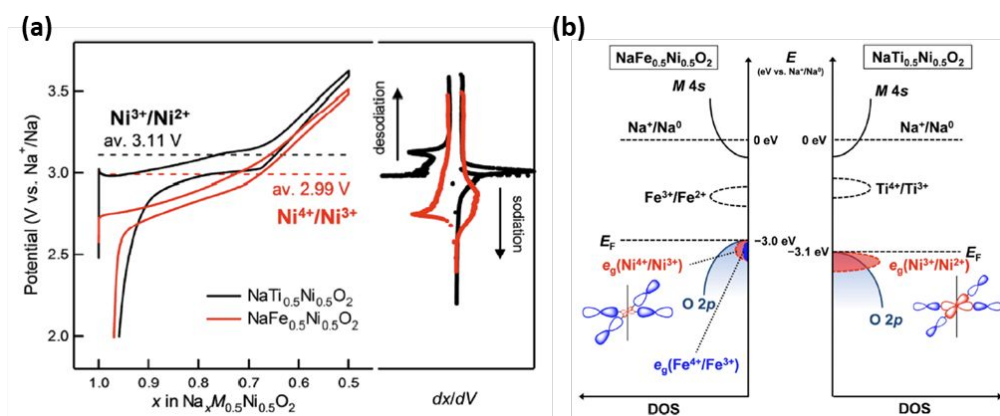 (a)
Potential (V vs. Na⁺/Na)
3.5
3.0
2.5
2.0
Ni³⁺/Ni²⁺
av. 3.11 V
av. 2.99 V
Ni⁴⁺/Ni³⁺
NaTi₀.₅Ni₀.₅O₂
NaFe₀.₅Ni₀.₅O₂
1.0 0.9 0.8 0.7 0.6 0.5
x in NaₓM₀.₅Ni₀.₅O₂
desodiation
sodiation
dx/dV
(b)
NaFe₀.₅Ni₀.₅O₂
E
(eV vs. Na⁺/Na⁰)
NaTi₀.₅Ni₀.₅O₂
M 4s
M 4s
Na⁺/Na⁰
0 eV
0 eV
Na⁺/Na⁰
Fe³⁺/Fe²⁺
Ti⁴⁺/Ti³⁺
E_F
−3.0 eV
−3.1 eV
E_F
e_g(Ni⁴⁺/Ni³⁺)
e_g(Ni³⁺/Ni²⁺)
O 2p
O 2p
e_g(Fe⁴⁺/Fe³⁺)
DOS
DOS